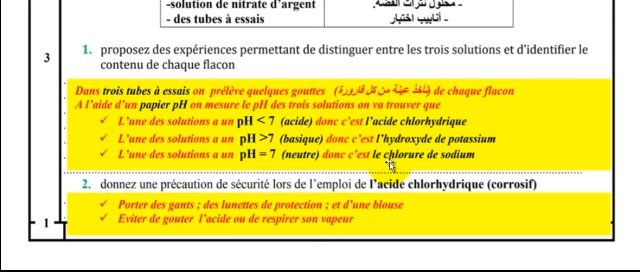 -solution de nitrate d'argent
- محلول نترات الفضة.
- des tubes à essais
- أنابيب اختبار
3
1. proposez des expériences permettant de distinguer entre les trois solutions et d'identifier le
contenu de chaque flacon
Dans trois tubes à essais on prélève quelques gouttes (نأخذ عينة من كل قارورة) de chaque flacon
A l'aide d'un papier pH on mesure le pH des trois solutions on va trouver que
✓ L'une des solutions a un pH < 7 (acide) donc c'est l'acide chlorhydrique
✓ L'une des solutions a un pH >7 (basique) donc c'est l'hydroxyde de potassium
✓ L'une des solutions a un pH = 7 (neutre) donc c'est le chlorure de sodium
2. donnez une précaution de sécurité lors de l'emploi de l'acide chlorhydrique (corrosif)
✓ Porter des gants ; des lunettes de protection ; et d'une blouse
1
✓ Eviter de gouter l'acide ou de respirer son vapeur